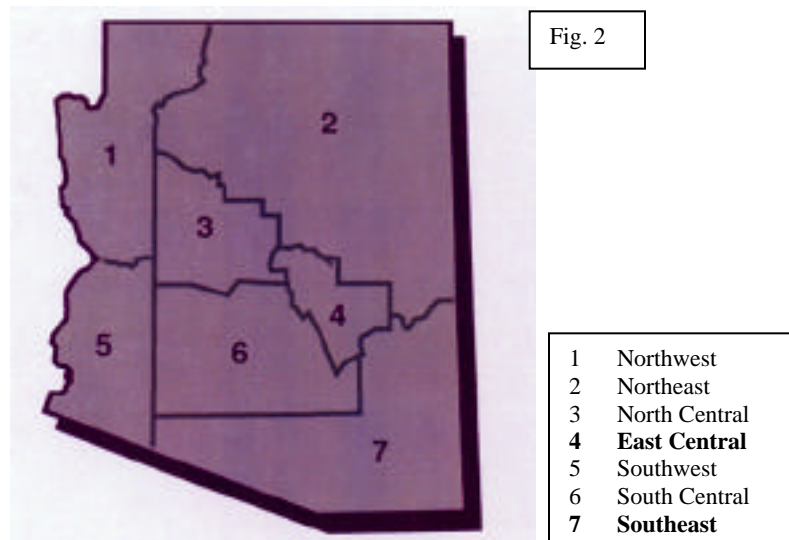 Fig. 2
1
2
3
4
5
6
7
1 Northwest
2 Northeast
3 North Central
4 East Central
5 Southwest
6 South Central
7 Southeast